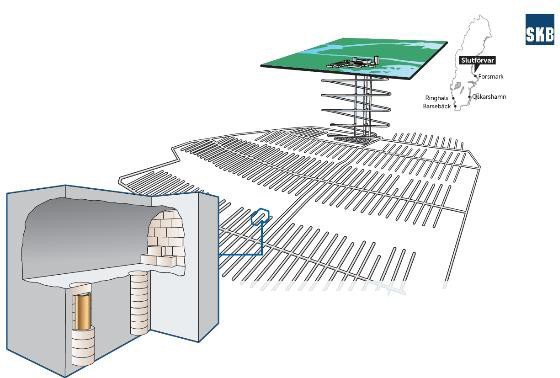 SKB
Slutförvar
Forsmark
Ringhals
Oskarshamn
Barsebäck